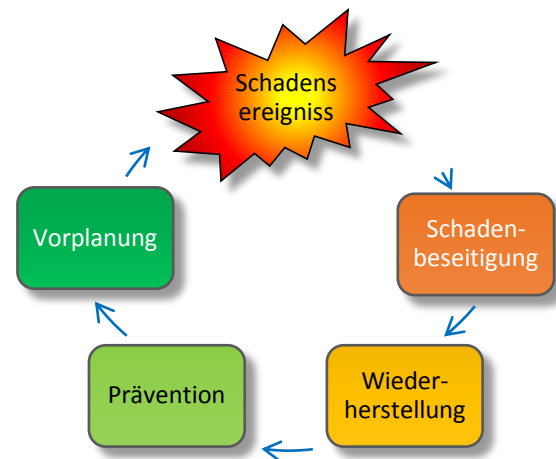 Schadens
ereigniss
Schaden-
beseitigung
Wieder-
herstellung
Prävention
Vorplanung